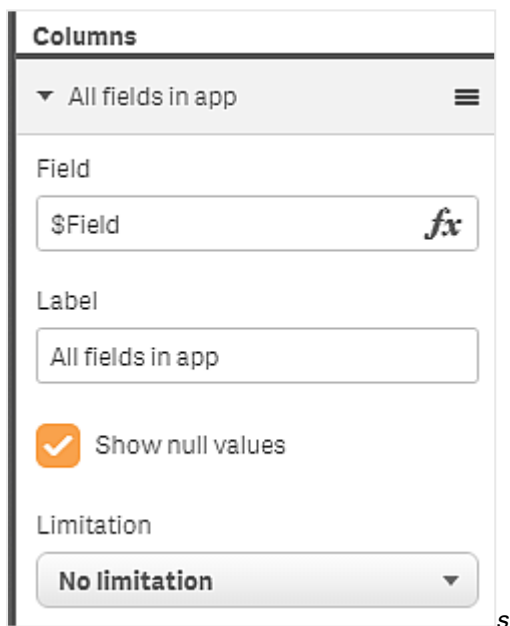 Columns
All fields in app
Field
$Field fx
Label
All fields in app
Show null values
Limitation
No limitation
s